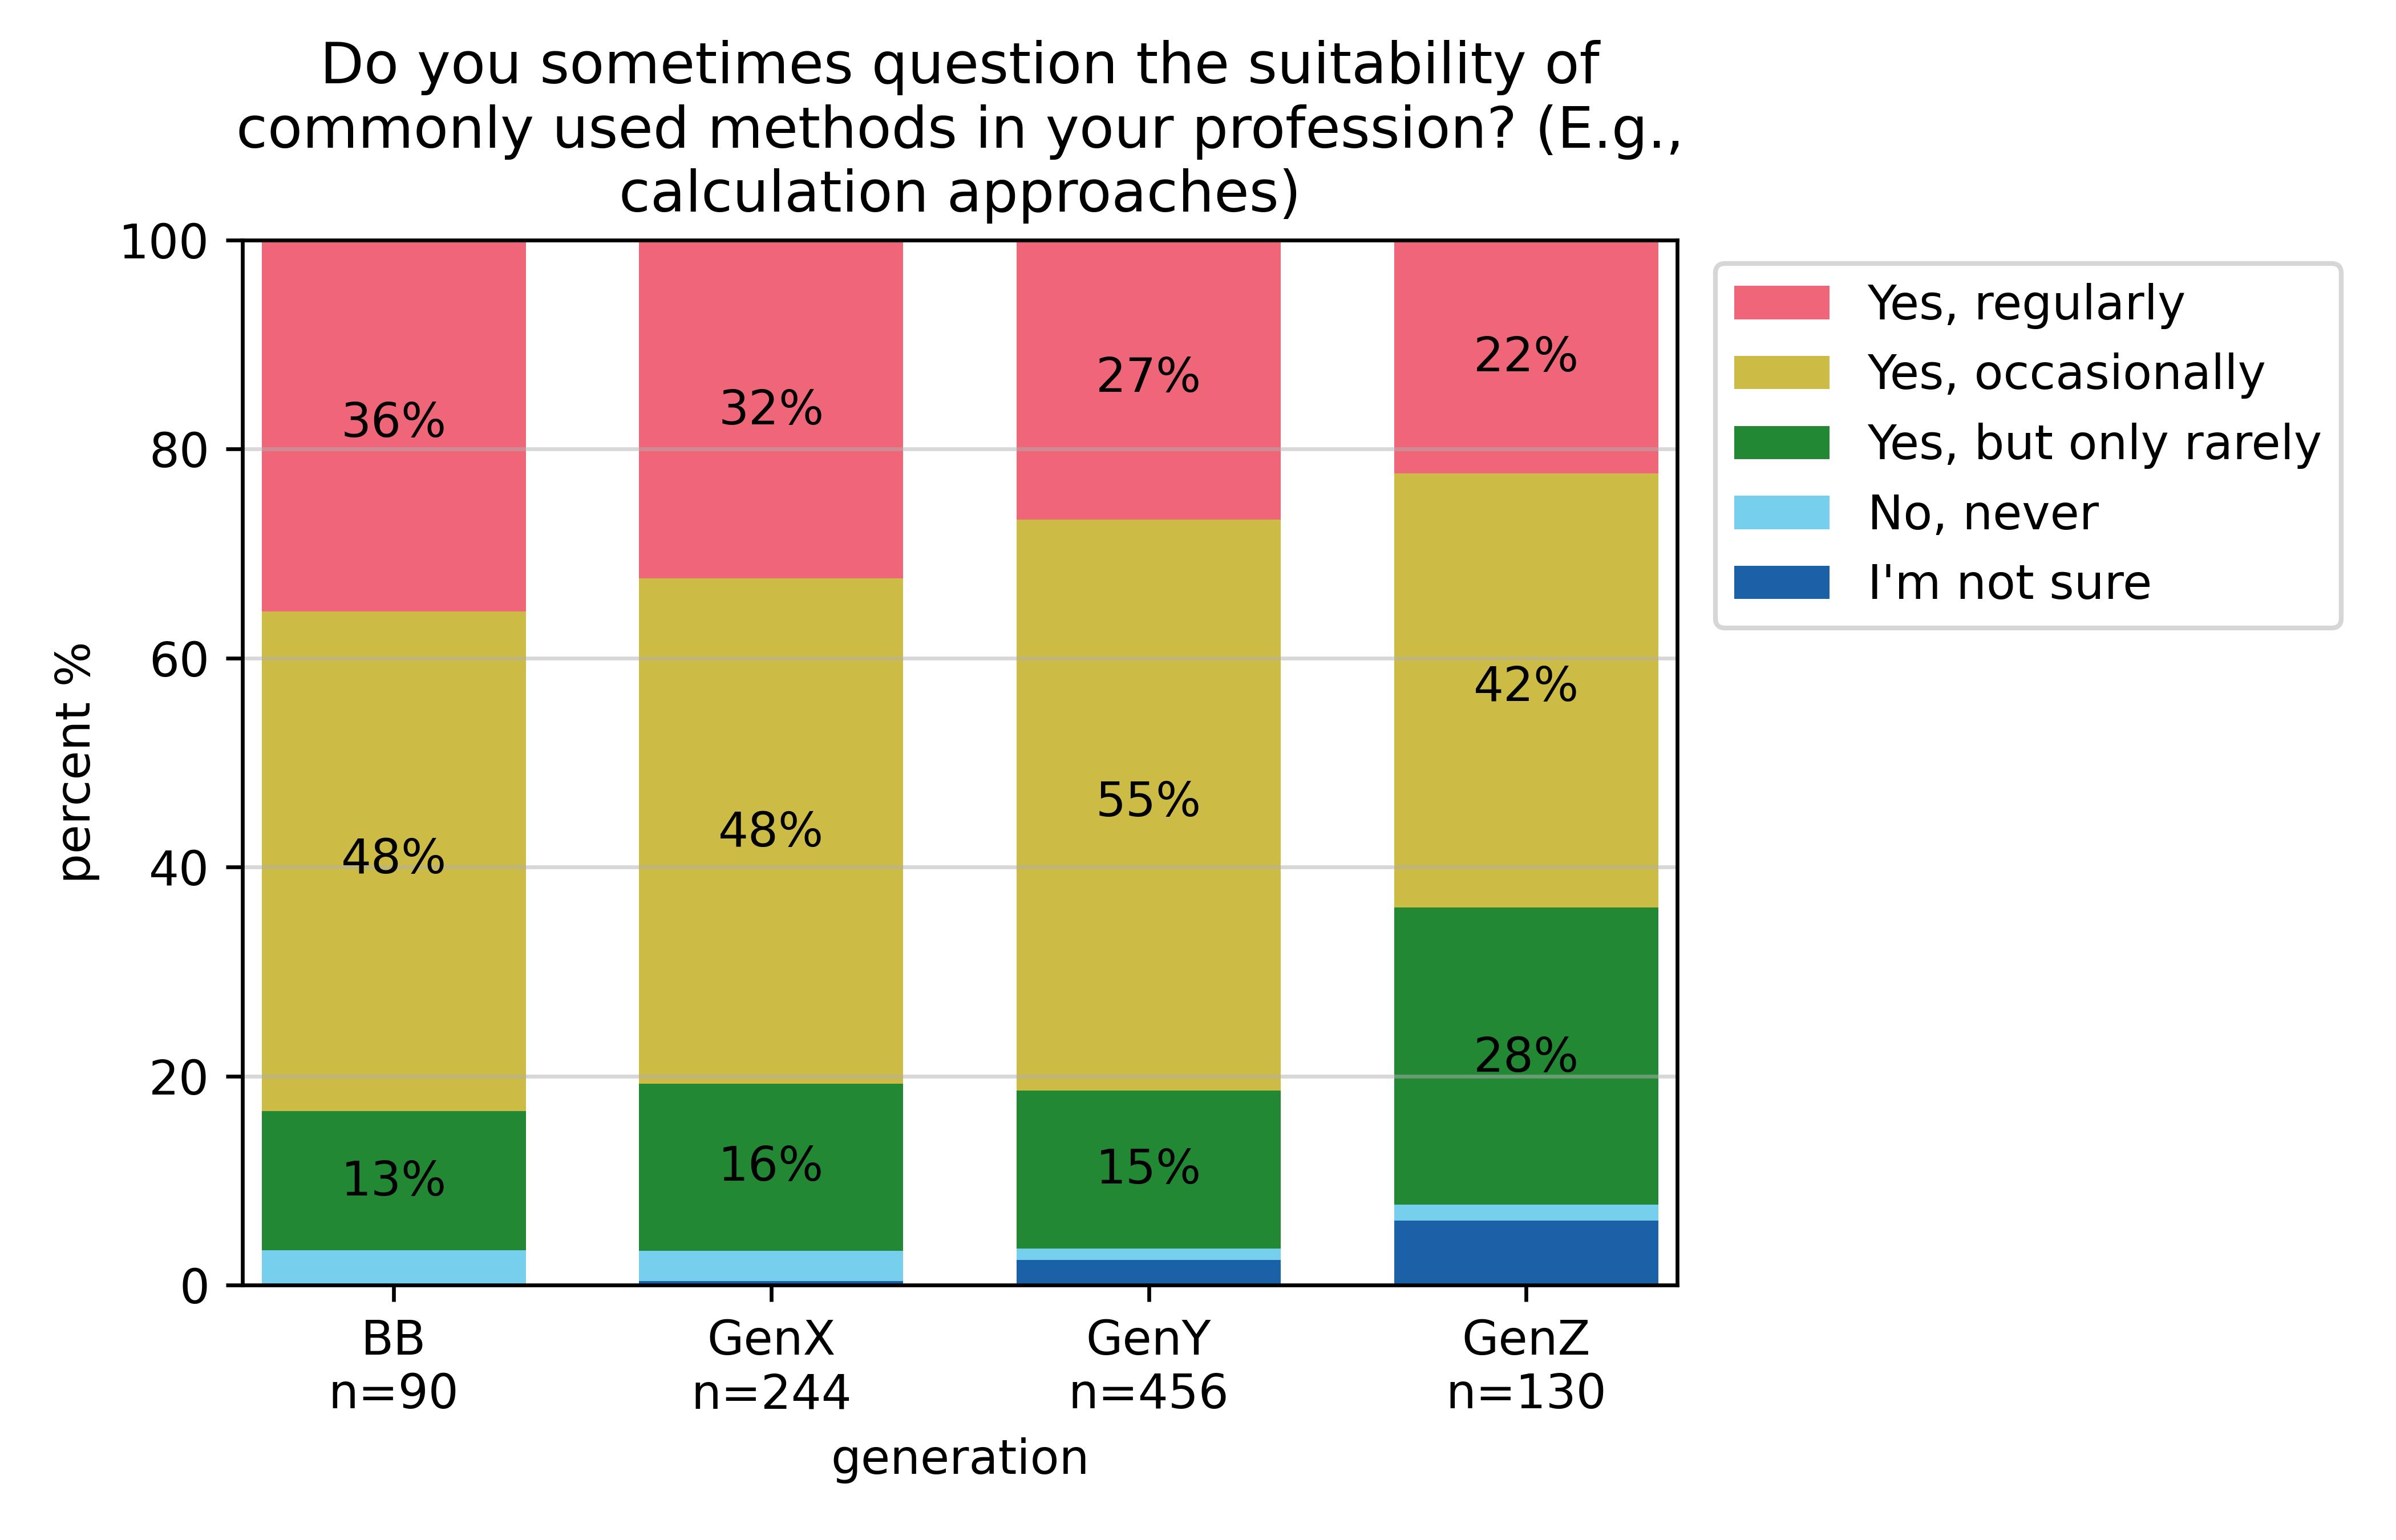 Do you sometimes question the suitability of
commonly used methods in your profession? (E.g.,
calculation approaches)
100
80
60
40
20
0
percent %
36%
48%
13%
32%
48%
16%
27%
55%
15%
22%
42%
28%
BB
n=90
GenX
n=244
GenY
n=456
GenZ
n=130
generation
Yes, regularly
Yes, occasionally
Yes, but only rarely
No, never
I'm not sure